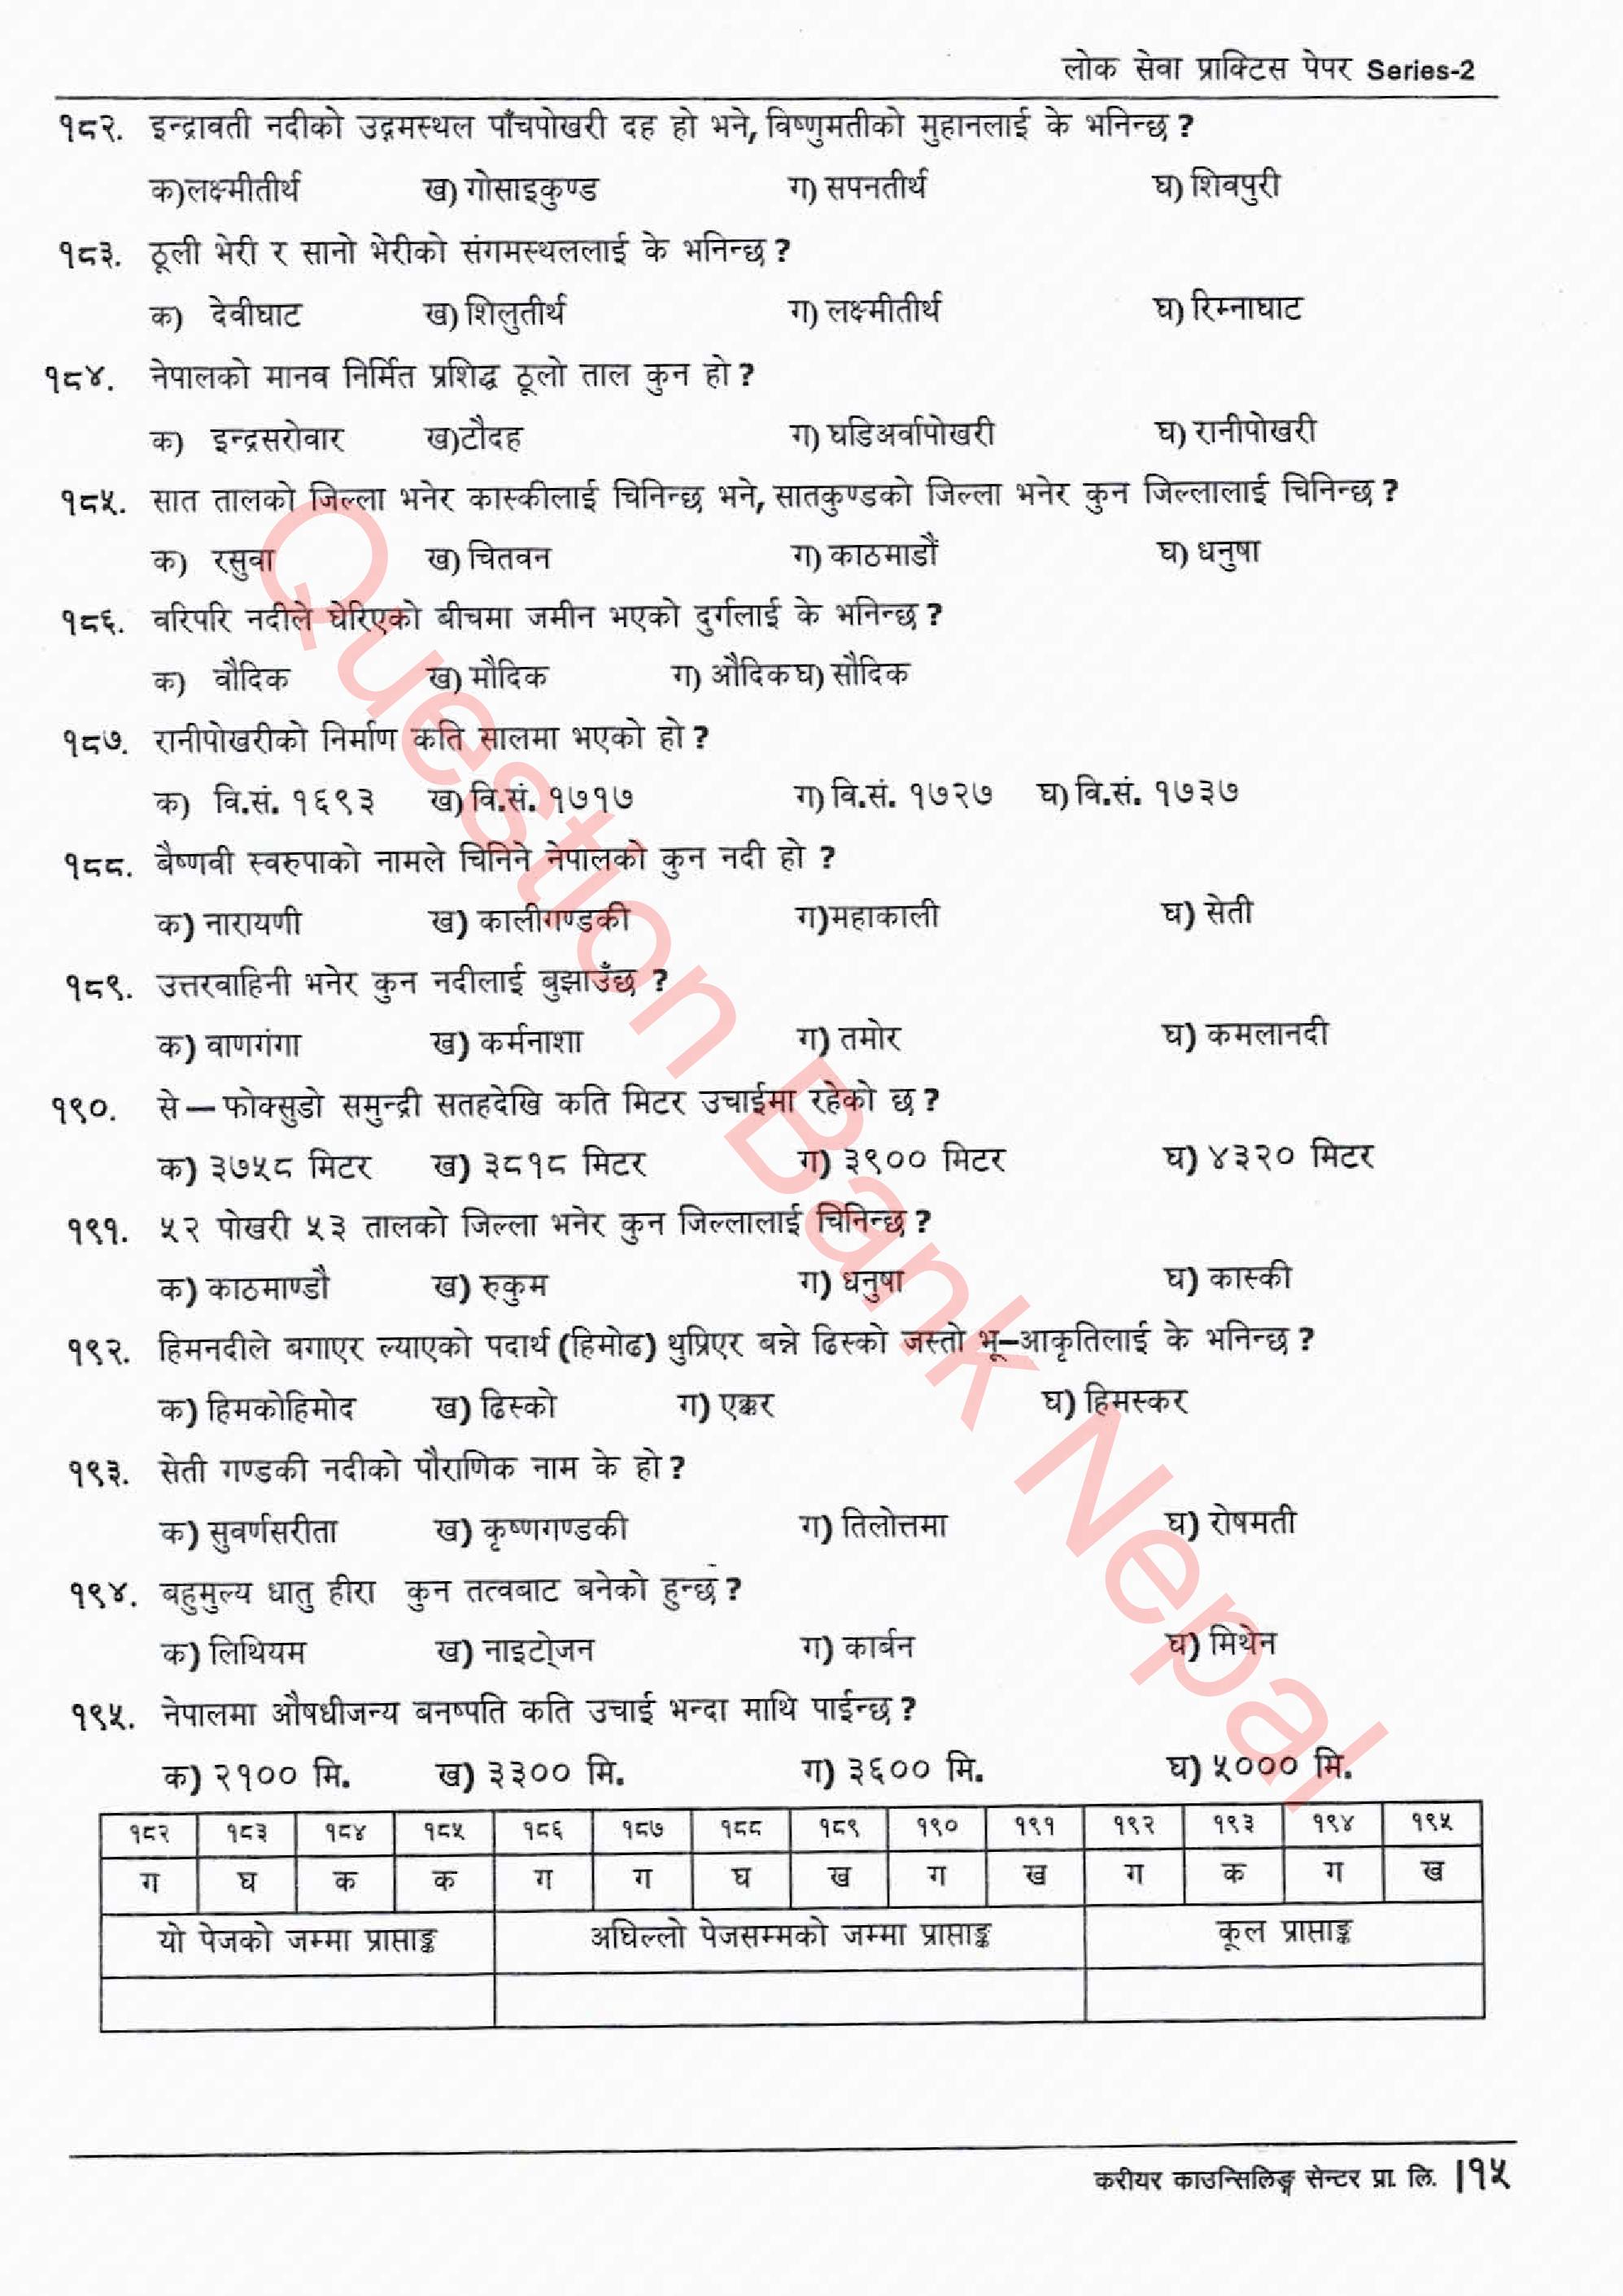 लोक सेवा प्राक्टिस पेपर Series-2
१८२. इन्द्रावती नदीको उद्गमस्थल पाँचपोखरी दह हो भने, विष्णुमतीको मुहानलाई के भनिन्छ ?
क)लक्ष्मीतीर्थ ख) गोसाइकुण्ड ग) सपनतीर्थ घ) शिवपुरी
१८३. ठूली भेरी र सानो भेरीको संगमस्थललाई के भनिन्छ ?
क) देवीघाट ख) शिलुतीर्थ ग) लक्ष्मीतीर्थ घ) रिम्नाघाट
१८४. नेपालको मानव निर्मित प्रशिद्ध ठूलो ताल कुन हो ?
क) इन्द्रसरोवार ख)टौदह ग) घडिअर्वापोखरी घ) रानीपोखरी
१८५. सात तालको जिल्ला भनेर कास्कीलाई चिनिन्छ भने, सातकुण्डको जिल्ला भनेर कुन जिल्लालाई चिनिन्छ ?
क) रसुवा ख) चितवन ग) काठमाडौं घ) धनुषा
१८६. वरिपरि नदीले घेरिएको बीचमा जमीन भएको दुर्गलाई के भनिन्छ ?
क) वौदिक ख) मौदिक ग) औदिक घ) सौदिक
१८७. रानीपोखरीको निर्माण कति सालमा भएको हो ?
क) वि.सं. १६९३ ख) वि.सं. १७१७ ग) वि.सं. १७२७ घ) वि.सं. १७३७
१८८. बैष्णवी स्वरुपाको नामले चिनिने नेपालको कुन नदी हो ?
क) नारायणी ख) कालीगण्डकी ग)महाकाली घ) सेती
१८९. उत्तरवाहिनी भनेर कुन नदीलाई बुझाउँछ ?
क) वाणगंगा ख) कर्मनाशा ग) तमोर घ) कमलानदी
१९०. से – फोक्सुडो समुन्द्री सतहदेखि कति मिटर उचाईमा रहेको छ ?
क) ३७५८ मिटर ख) ३८१८ मिटर ग) ३९०० मिटर घ) ४३२० मिटर
१९१. ५२ पोखरी ५३ तालको जिल्ला भनेर कुन जिल्लालाई चिनिन्छ ?
क) काठमाण्डौ ख) रुकुम ग) धनुषा घ) कास्की
१९२. हिमनदीले बगाएर ल्याएको पदार्थ (हिमोढ) थुप्रिएर बन्ने ढिस्को जस्तो भू–आकृतिलाई के भनिन्छ ?
क) हिमकोहिमोद ख) ढिस्को ग) एक्कर घ) हिमस्कर
१९३. सेती गण्डकी नदीको पौराणिक नाम के हो ?
क) सुवर्णसरीता ख) कृष्णगण्डकी ग) तिलोत्तमा घ) रोषमती
१९४. बहुमुल्य धातु हीरा कुन तत्वबाट बनेको हुन्छ ?
क) लिथियम ख) नाइटो्जन ग) कार्बन घ) मिथेन
१९५. नेपालमा औषधीजन्य बनष्पति कति उचाई भन्दा माथि पाईन्छ ?
क) २१०० मि. ख) ३३०० मि. ग) ३६०० मि. घ) ५००० मि.
१८२ १८३ १८४ १८५ १८६ १८७ १८८ १८९ १९० १९१ १९२ १९३ १९४ १९५
ग घ क क ग ग घ ख ग ख ग क ग ख
यो पेजको जम्मा प्राप्ताङ्क अघिल्लो पेजसम्मको जम्मा प्राप्ताङ्क कूल प्राप्ताङ्क
करीयर काउन्सिलिङ्ग सेन्टर प्रा. लि. |१५
Question Bank Nepal